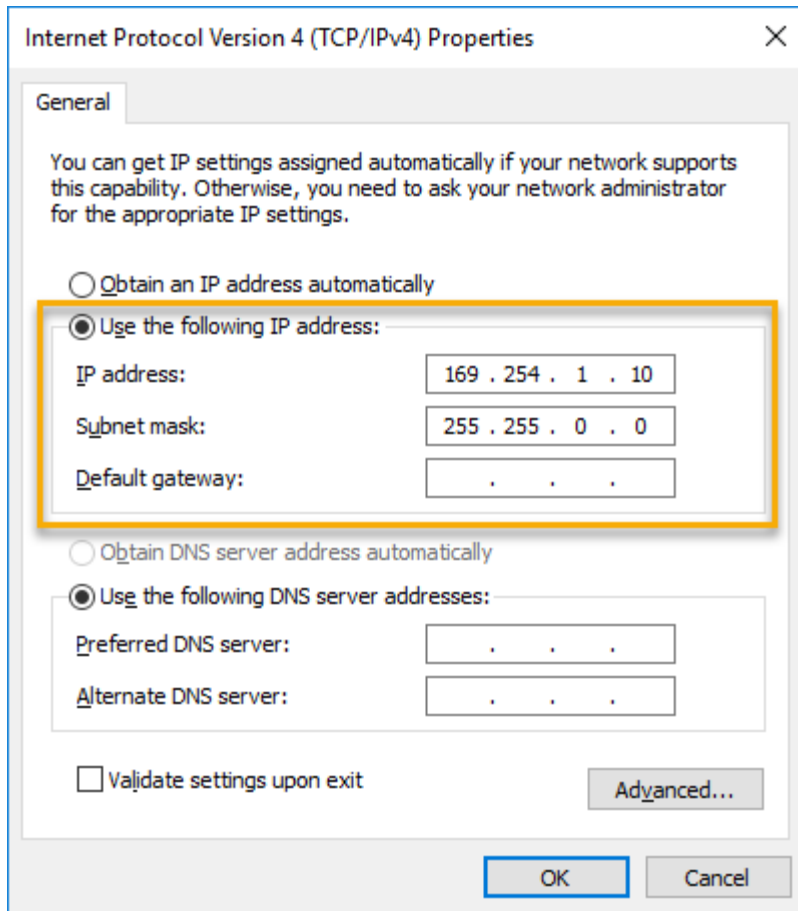 Internet Protocol Version 4 (TCP/IPv4) Properties
General
You can get IP settings assigned automatically if your network supports
this capability. Otherwise, you need to ask your network administrator
for the appropriate IP settings.
Obtain an IP address automatically
Use the following IP address:
IP address: 169 . 254 . 1 . 10
Subnet mask: 255 . 255 . 0 . 0
Default gateway: . . .
Obtain DNS server address automatically
Use the following DNS server addresses:
Preferred DNS server: . . .
Alternate DNS server: . . .
Validate settings upon exit
Advanced...
OK Cancel